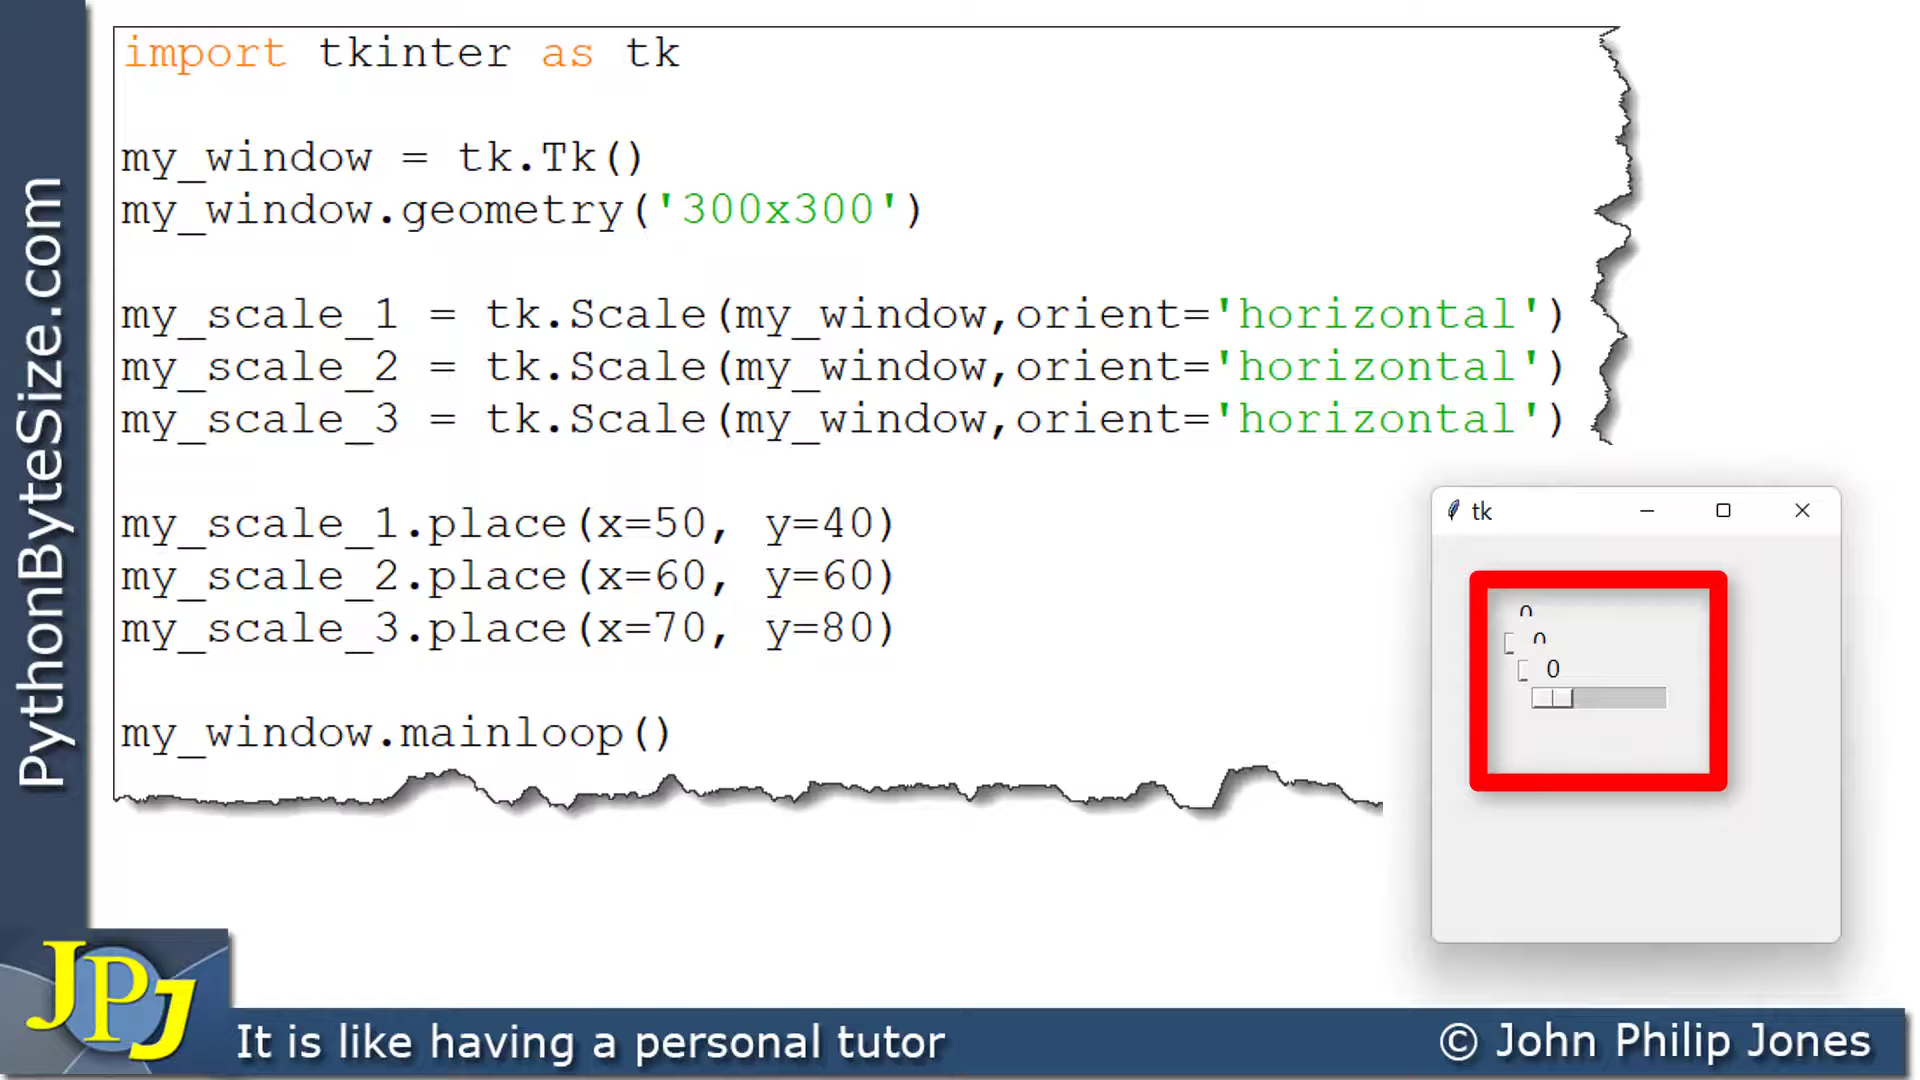 PythonByteSize.com
import tkinter as tk
my_window = tk.Tk()
my_window.geometry('300x300')
my_scale_1 = tk.Scale(my_window,orient='horizontal')
my_scale_2 = tk.Scale(my_window,orient='horizontal')
my_scale_3 = tk.Scale(my_window,orient='horizontal')
my_scale_1.place(x=50, y=40)
my_scale_2.place(x=60, y=60)
my_scale_3.place(x=70, y=80)
my_window.mainloop()
tk
0
0
0
JPJ
It is like having a personal tutor
© John Philip Jones